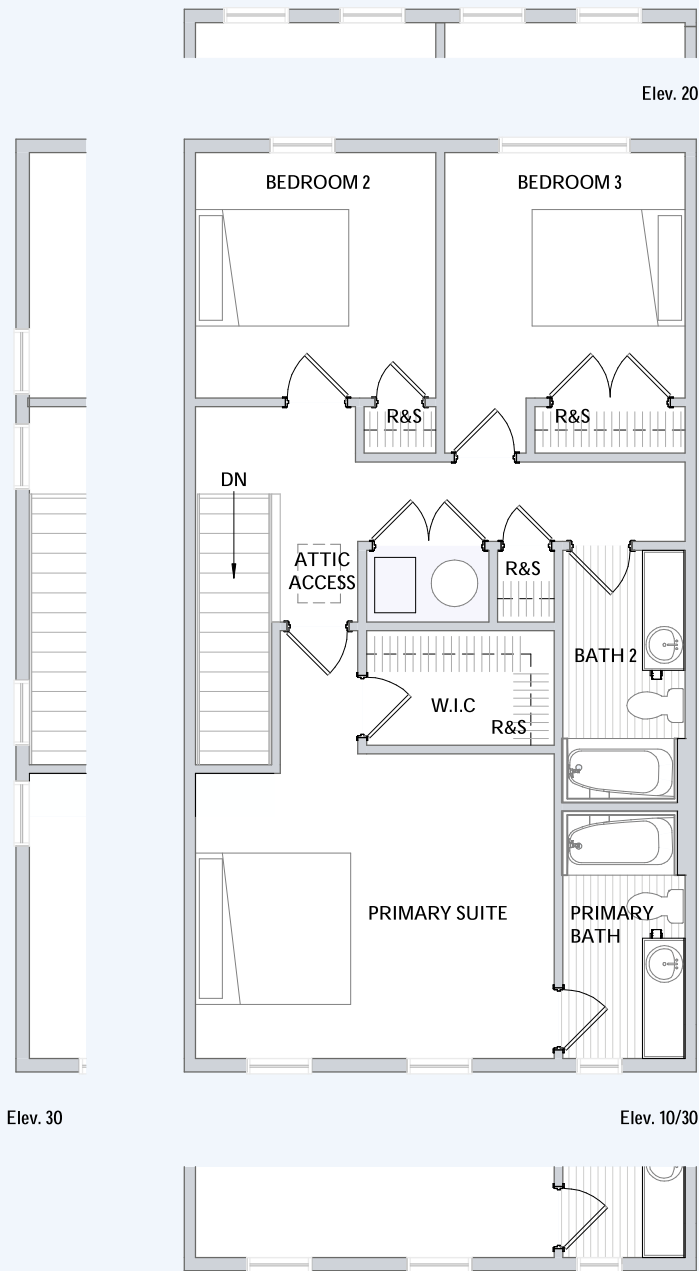 Elev. 20
BEDROOM 2
BEDROOM 3
R&S
R&S
DN
ATTIC
ACCESS
R&S
BATH 2
W.I.C
R&S
PRIMARY SUITE
PRIMARY
BATH
Elev. 30
Elev. 10/30